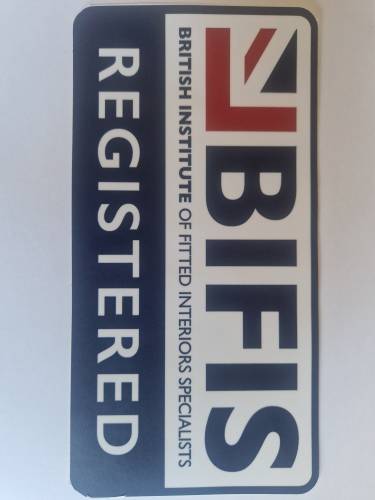 BIFIS
BRITISH INSTITUTE OF FITTED INTERIORS SPECIALISTS
REGISTERED